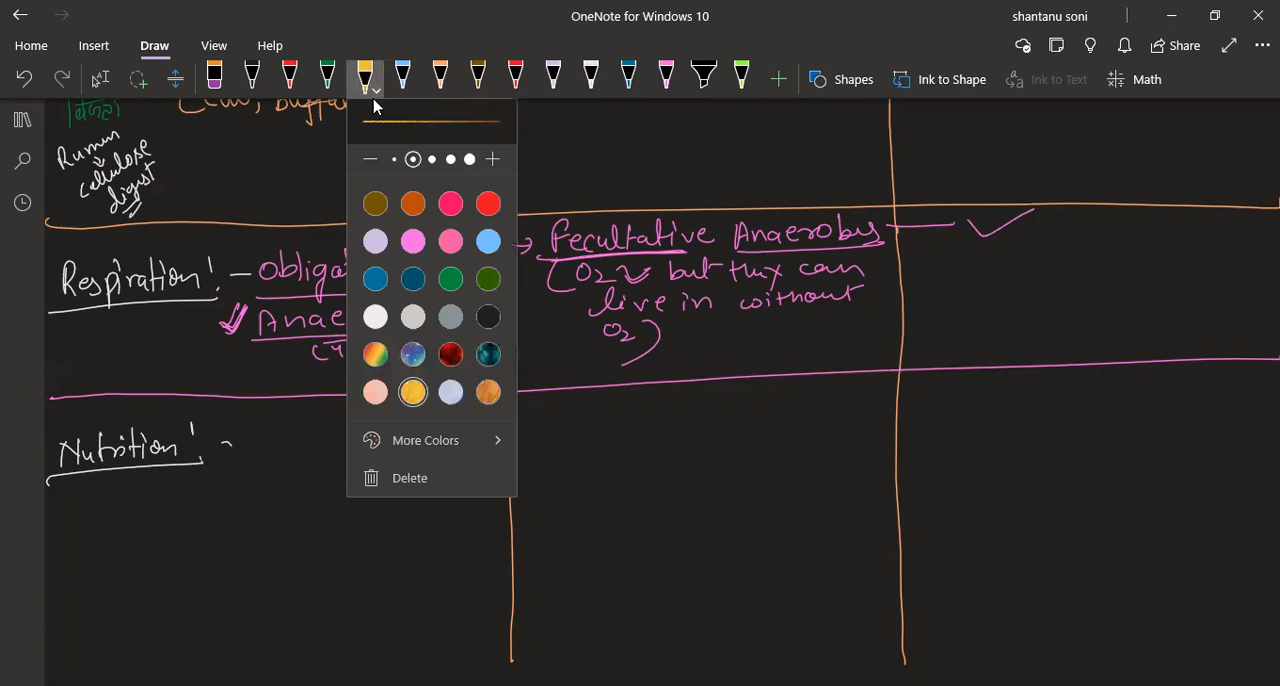 OneNote for Windows 10
shantanu soni
Home
Insert
Draw
View
Help
Share
Shapes
Ink to Shape
Ink to Text
Math
Rumen
cellulose
digest
Respiration! - obliga
Anae
→ Fecultative Anaerobs
(O2 but they can
live in without
O2)
Nutrition! -
More Colors
Delete